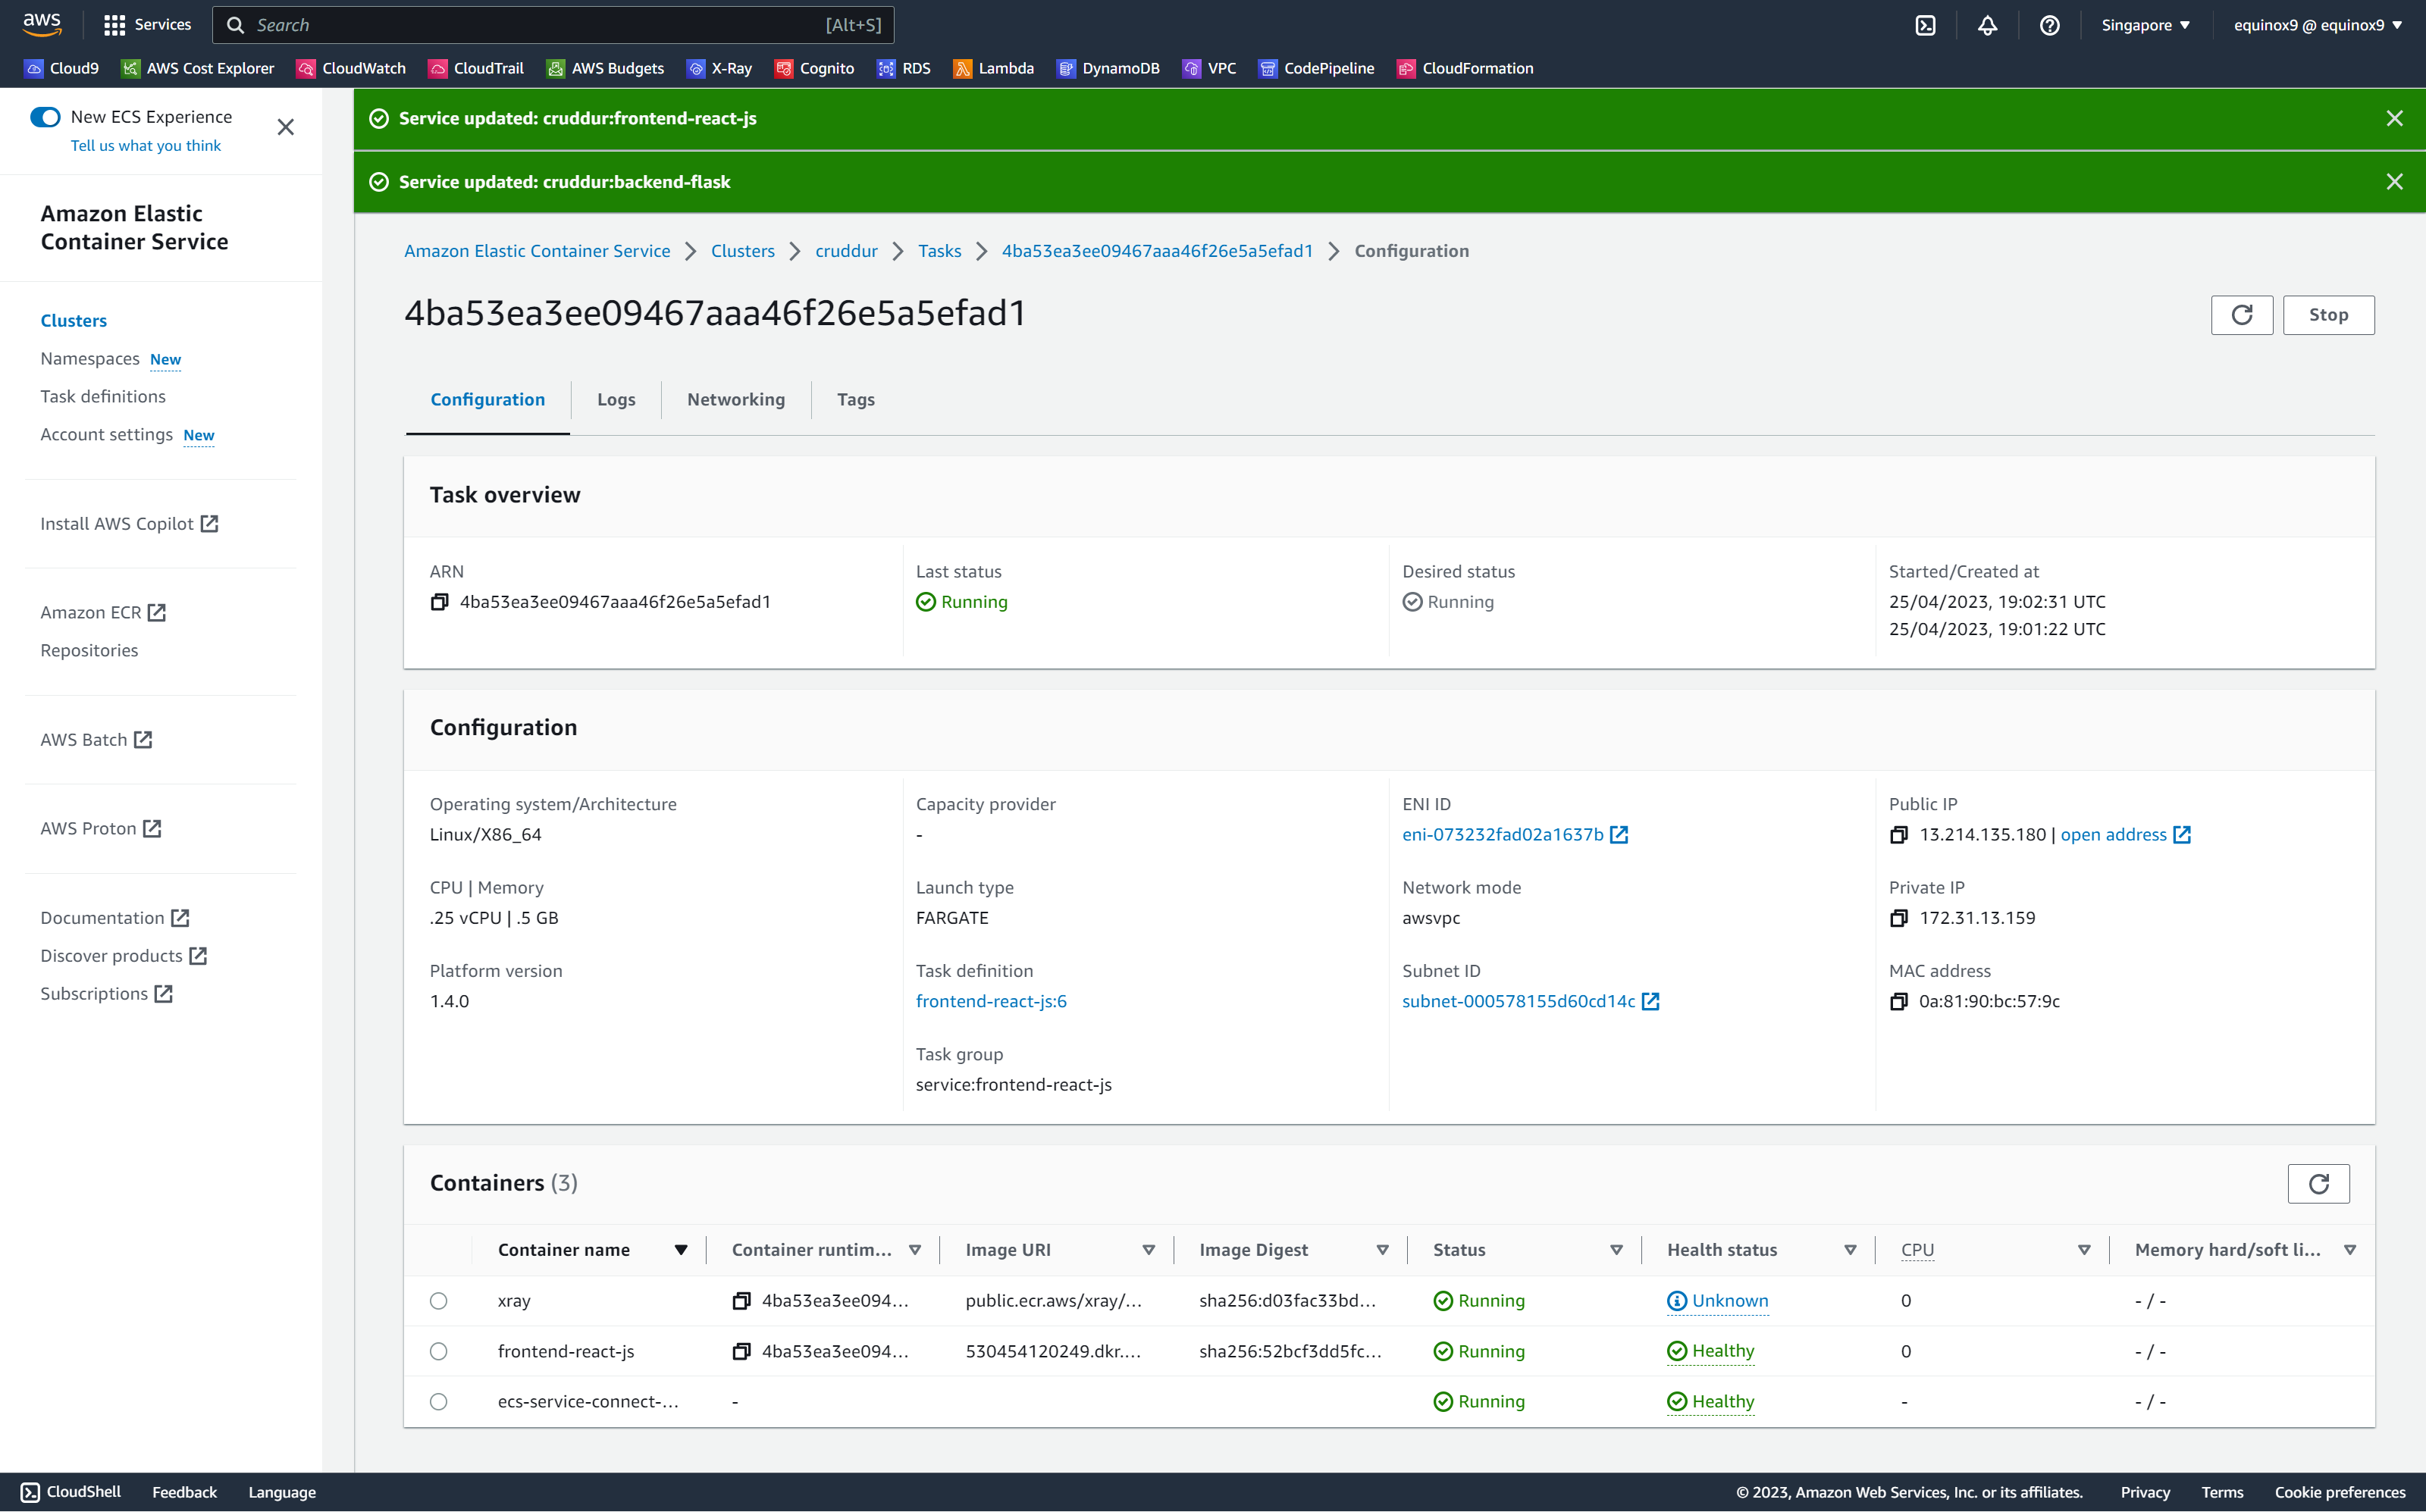 aws
Services
Search
[Alt+S]
Singapore
equinox9 @ equinox9
Cloud9
AWS Cost Explorer
CloudWatch
CloudTrail
AWS Budgets
X-Ray
Cognito
RDS
Lambda
DynamoDB
VPC
CodePipeline
CloudFormation
New ECS Experience
Tell us what you think
Amazon Elastic
Container Service
Clusters
Namespaces New
Task definitions
Account settings New
Install AWS Copilot
Amazon ECR
Repositories
AWS Batch
AWS Proton
Documentation
Discover products
Subscriptions
Service updated: cruddur:frontend-react-js
Service updated: cruddur:backend-flask
Amazon Elastic Container Service
Clusters
cruddur
Tasks
4ba53ea3ee09467aaa46f26e5a5efad1
Configuration
4ba53ea3ee09467aaa46f26e5a5efad1
Stop
Configuration
Logs
Networking
Tags
Task overview
ARN
4ba53ea3ee09467aaa46f26e5a5efad1
Last status
Running
Desired status
Running
Started/Created at
25/04/2023, 19:02:31 UTC
25/04/2023, 19:01:22 UTC
Configuration
Operating system/Architecture
Linux/X86_64
CPU | Memory
.25 vCPU | .5 GB
Platform version
1.4.0
Capacity provider
-
Launch type
FARGATE
Task definition
frontend-react-js:6
Task group
service:frontend-react-js
ENI ID
eni-073232fad02a1637b
Network mode
awsvpc
Subnet ID
subnet-000578155d60cd14c
Public IP
13.214.135.180 | open address
Private IP
172.31.13.159
MAC address
0a:81:90:bc:57:9c
Containers (3)
Container name
Container runtim...
Image URI
Image Digest
Status
Health status
CPU
Memory hard/soft li...
xray
4ba53ea3ee094...
public.ecr.aws/xray/...
sha256:d03fac33bd...
Running
Unknown
0
- / -
frontend-react-js
4ba53ea3ee094...
530454120249.dkr....
sha256:52bcf3dd5fc...
Running
Healthy
0
- / -
ecs-service-connect-...
-
Running
Healthy
-
- / -
CloudShell
Feedback
Language
© 2023, Amazon Web Services, Inc. or its affiliates.
Privacy
Terms
Cookie preferences